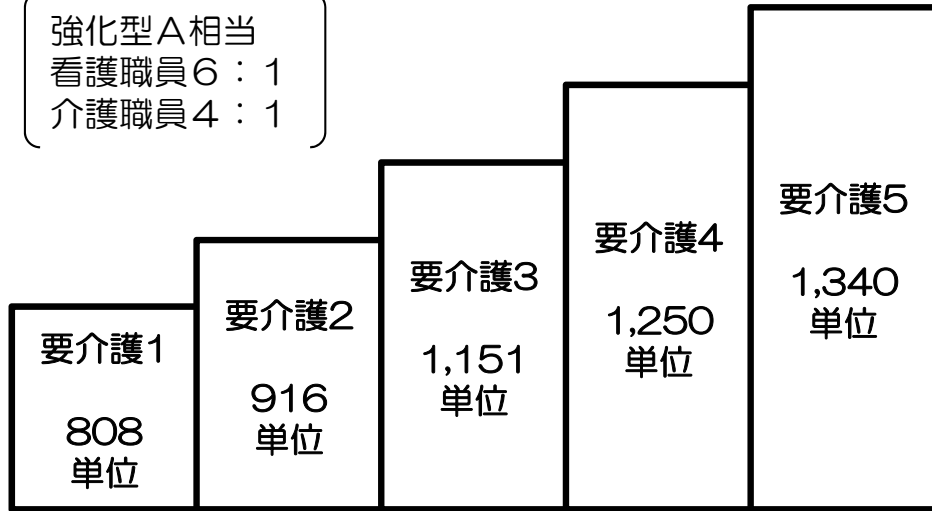 強化型A相当
看護職員6：1
介護職員4：1
要介護1
808
単位
要介護2
916
単位
要介護3
1,151
単位
要介護4
1,250
単位
要介護5
1,340
単位